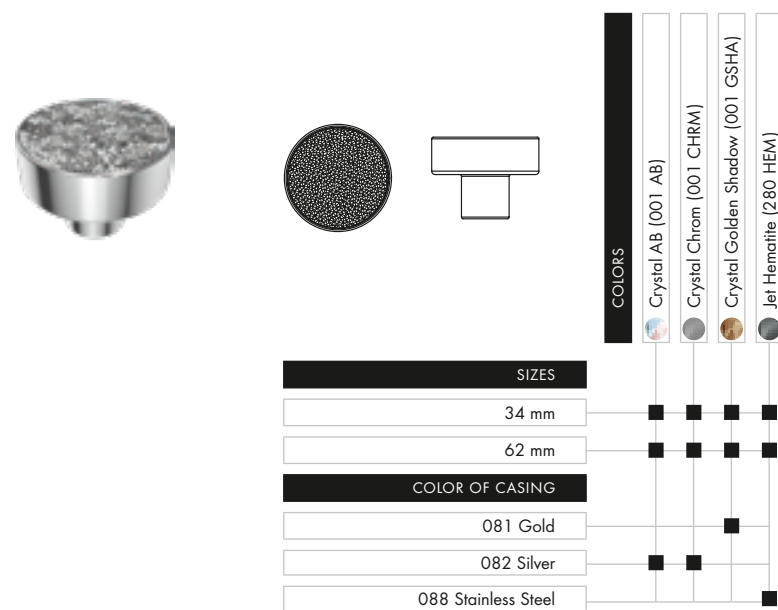 COLORS
Crystal AB (001 AB)
Crystal Chrom (001 CHRM)
Crystal Golden Shadow (001 GSHA)
Jet Hematite (280 HEM)
SIZES
34 mm
62 mm
COLOR OF CASING
081 Gold
082 Silver
088 Stainless Steel